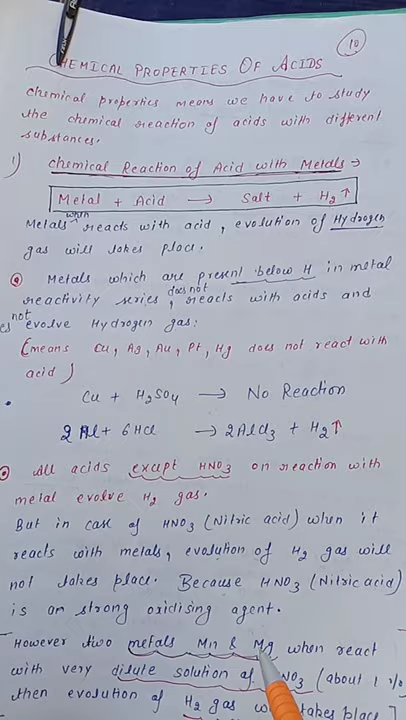 10
CHEMICAL PROPERTIES OF ACIDS
chemical properties means we have to study
the chemical reaction of acids with different
substances.
1) chemical Reaction of Acid with Metals →
Metal + Acid → Salt + H₂↑
Metals when reacts with acid, evolution of Hydrogen
gas will takes place.
Metals which are present below H in metal
reactivity series, does not reacts with acids and
not evolve Hydrogen gas:
(means Cu, Ag, Au, Pt, Hg does not react with
acid)
Cu + H₂SO₄ → No Reaction
2Al + 6HCl → 2AlCl₃ + H₂↑
All acids except HNO₃ on reaction with
metal evolve H₂ gas.
But in case of HNO₃ (Nitric acid) when it
reacts with metals, evolution of H₂ gas will
not takes place. Because HNO₃ (Nitric acid)
is an strong oxidising agent.
However two metals Mn & Mg when react
with very dilute solution of NO₃ (about 1%
then evolution of H₂ gas takes place]